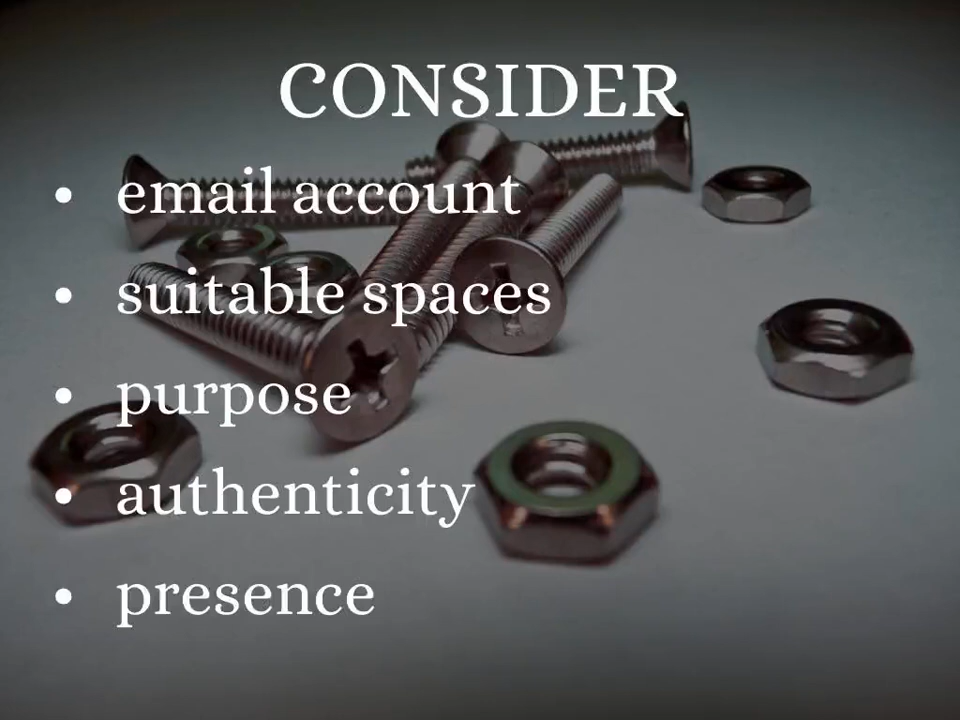 CONSIDER
• email account
• suitable spaces
• purpose
• authenticity
• presence